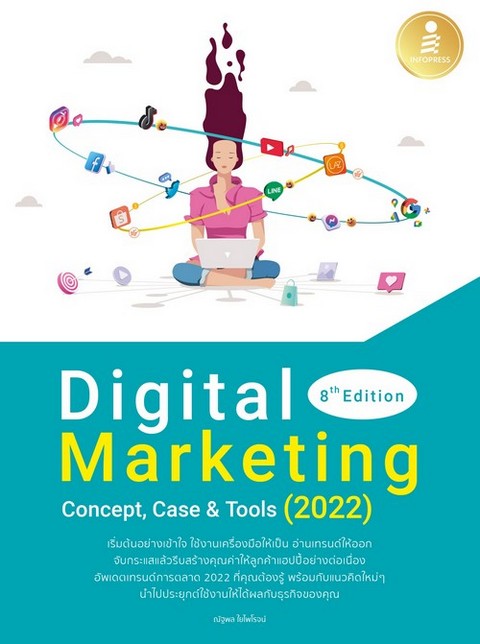 INFOPRESS
LINE
Digital
8th Edition
Marketing
Concept, Case & Tools (2022)
เริ่มต้นอย่างเข้าใจ ใช้งานเครื่องมือให้เป็น อ่านเทรนด์ให้ออก
จับกระแสแล้วรีบสร้างคุณค่าให้ลูกค้าแฮปปี้อย่างต่อเนื่อง
อัพเดตเทรนด์การตลาด 2022 ที่คุณต้องรู้ พร้อมกับแนวคิดใหม่ๆ
นำไปประยุกต์ใช้งานให้ได้ผลกับธุรกิจของคุณ
ณัฐพล ใยไพโรจน์